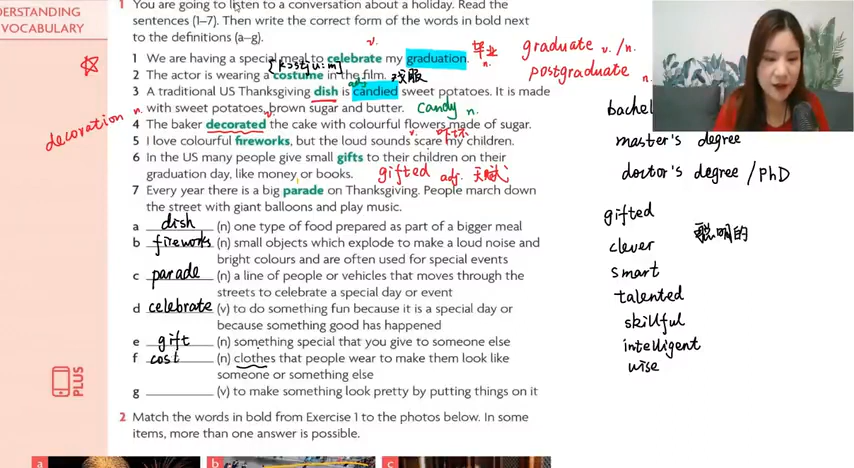 DERSTANDING
VOCABULARY
1 You are going to listen to a conversation about a holiday. Read the
sentences (1–7). Then write the correct form of the words in bold next
to the definitions (a–g).
v.
1 We are having a special meal to celebrate my graduation. 毕业 n.
graduate v./n.
[kɒstju:m]
postgraduate n.
2 The actor is wearing a costume in the film. 戏服
adj
3 A traditional US Thanksgiving dish is candied sweet potatoes. It is made
with sweet potatoes, brown sugar and butter. candy n.
decoration n.
v.
4 The baker decorated the cake with colourful flowers made of sugar.
v. 吓坏
5 I love colourful fireworks, but the loud sounds scare my children.
6 In the US many people give small gifts to their children on their
graduation day, like money or books. gifted adj. 天赋
7 Every year there is a big parade on Thanksgiving. People march down
the street with giant balloons and play music.
bachel
master's degree
doctor's degree / PhD
gifted
clever 聪明的
smart
talented
skillful
intelligent
wise
a dish (n) one type of food prepared as part of a bigger meal
b fireworks (n) small objects which explode to make a loud noise and
bright colours and are often used for special events
c parade (n) a line of people or vehicles that moves through the
streets to celebrate a special day or event
d celebrate (v) to do something fun because it is a special day or
because something good has happened
e gift (n) something special that you give to someone else
f cost (n) clothes that people wear to make them look like
someone or something else
g (v) to make something look pretty by putting things on it
PLUS
2 Match the words in bold from Exercise 1 to the photos below. In some
items, more than one answer is possible.
a
b
c